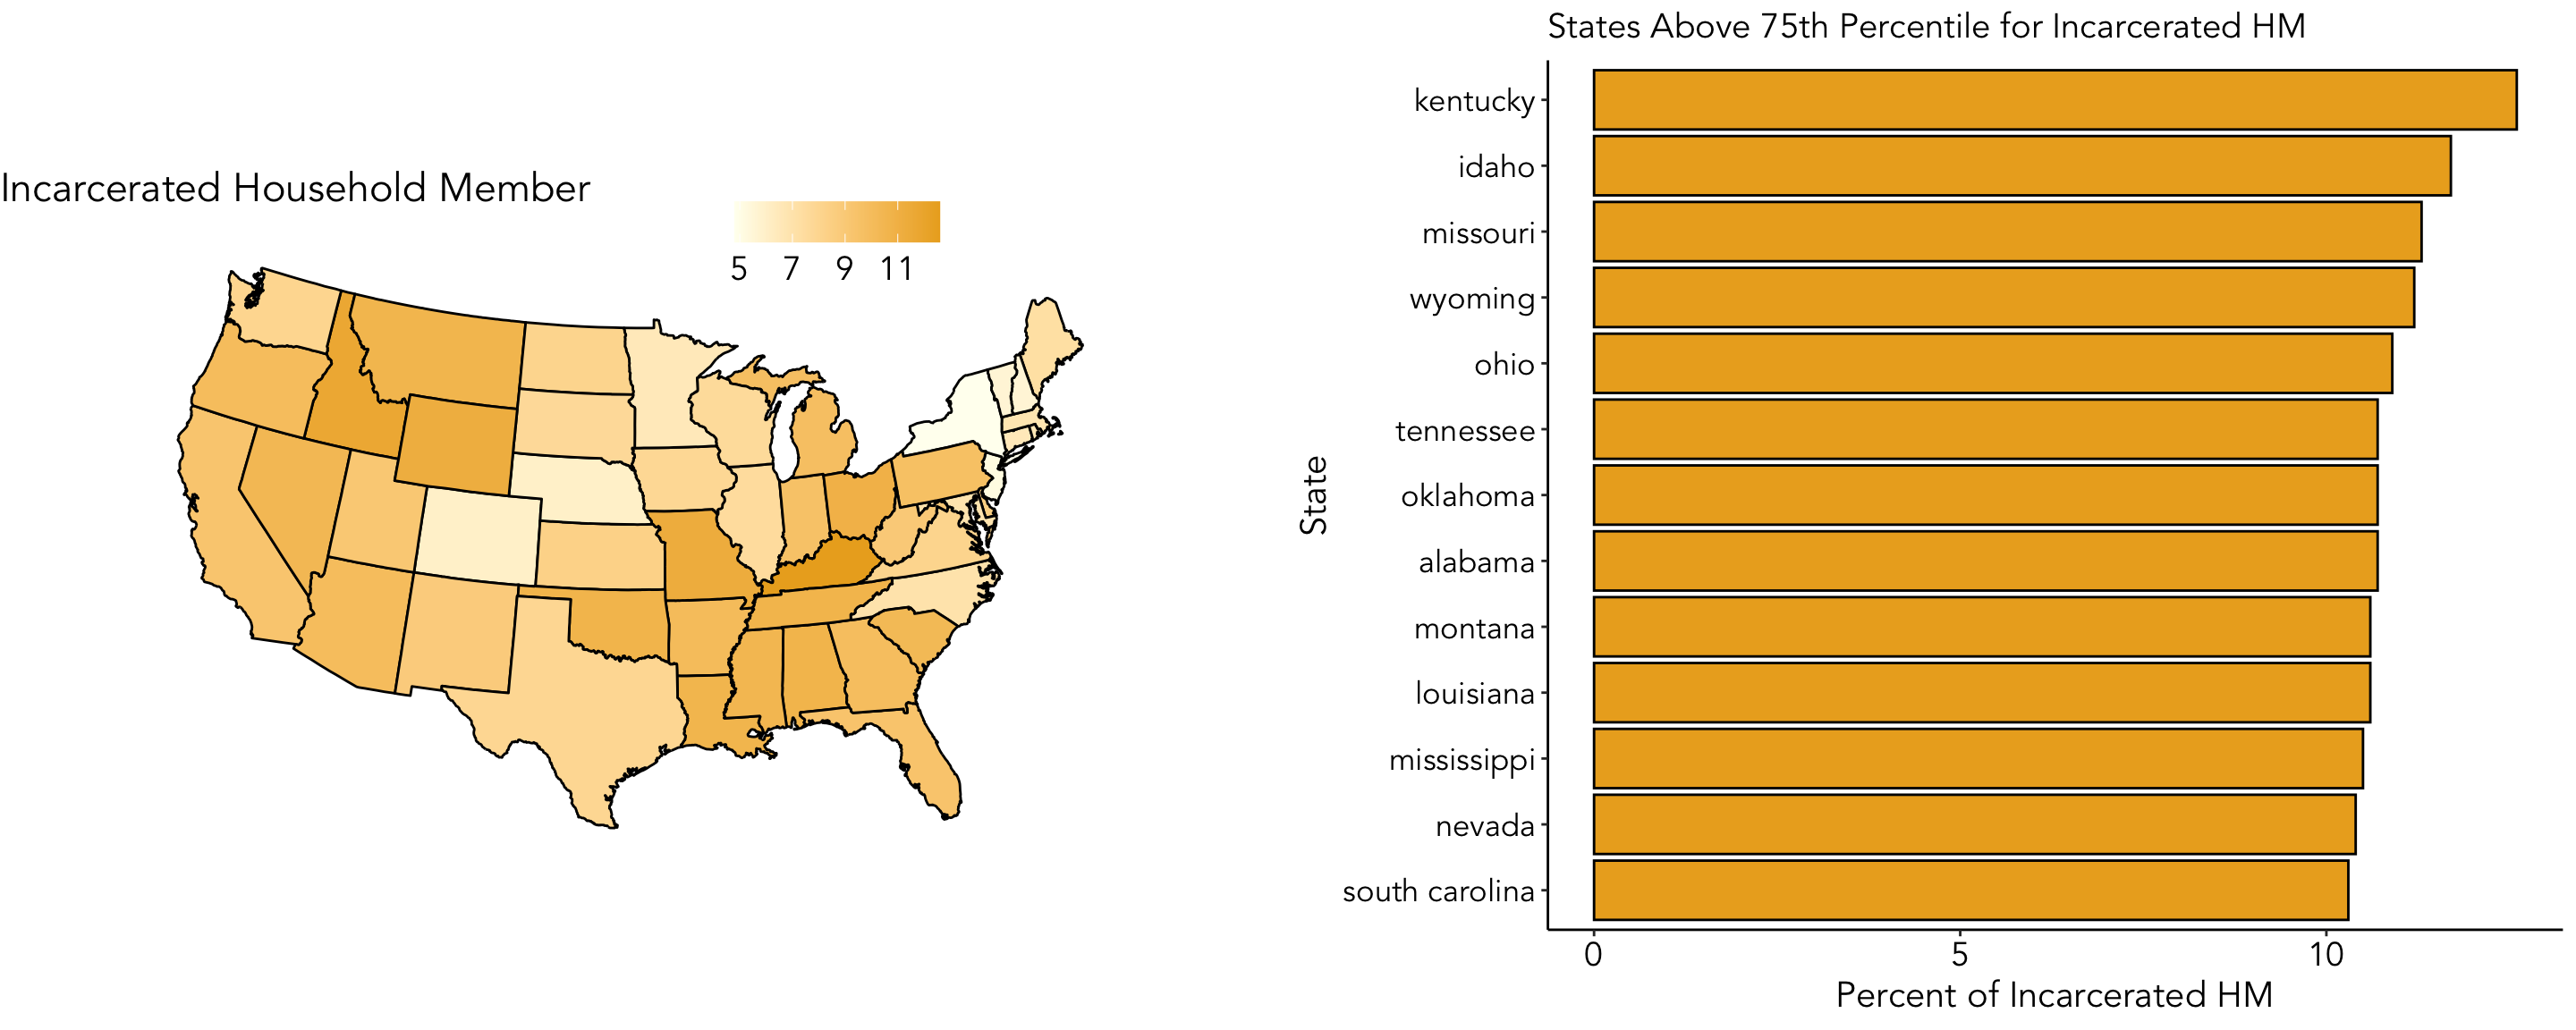 Incarcerated Household Member
5 7 9 11
States Above 75th Percentile for Incarcerated HM
State
kentucky
idaho
missouri
wyoming
ohio
tennessee
oklahoma
alabama
montana
louisiana
mississippi
nevada
south carolina
0 5 10
Percent of Incarcerated HM